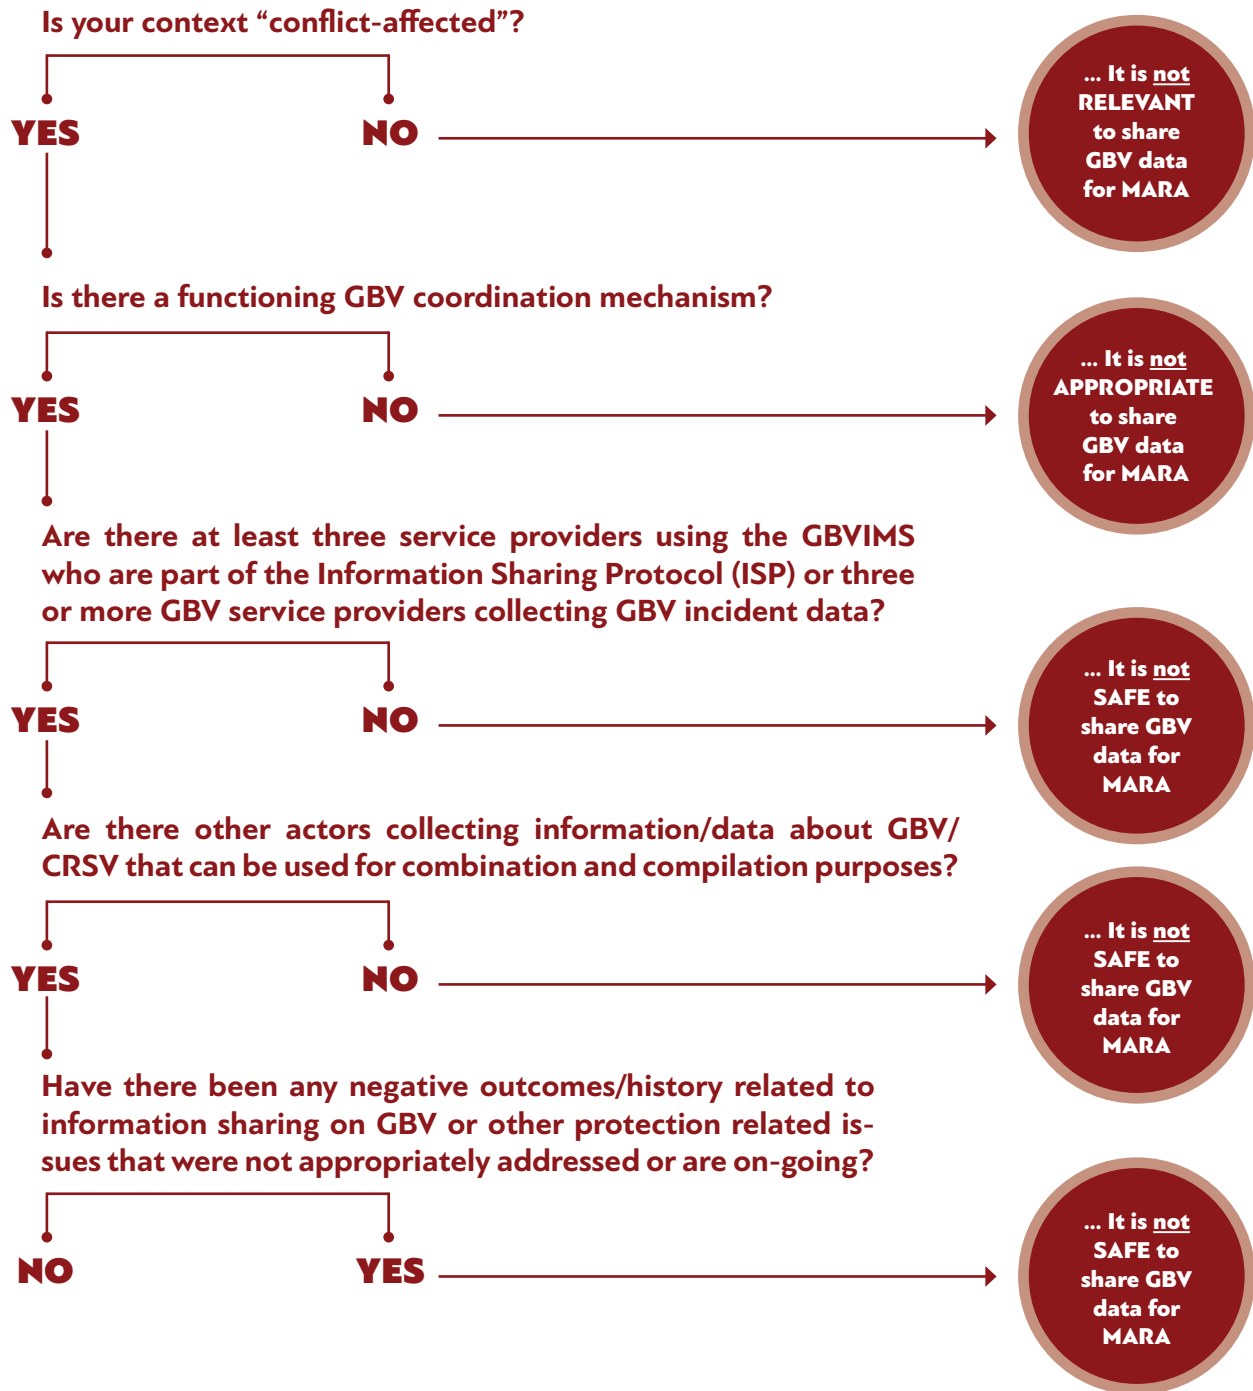 Is your context “conflict-affected”?
YES
NO
... It is not
RELEVANT
to share
GBV data
for MARA
Is there a functioning GBV coordination mechanism?
YES
NO
... It is not
APPROPRIATE
to share
GBV data
for MARA
Are there at least three service providers using the GBVIMS
who are part of the Information Sharing Protocol (ISP) or three
or more GBV service providers collecting GBV incident data?
YES
NO
... It is not
SAFE to
share GBV
data for
MARA
Are there other actors collecting information/data about GBV/
CRSV that can be used for combination and compilation purposes?
YES
NO
... It is not
SAFE to
share GBV
data for
MARA
Have there been any negative outcomes/history related to
information sharing on GBV or other protection related is-
sues that were not appropriately addressed or are on-going?
NO
YES
... It is not
SAFE to
share GBV
data for
MARA